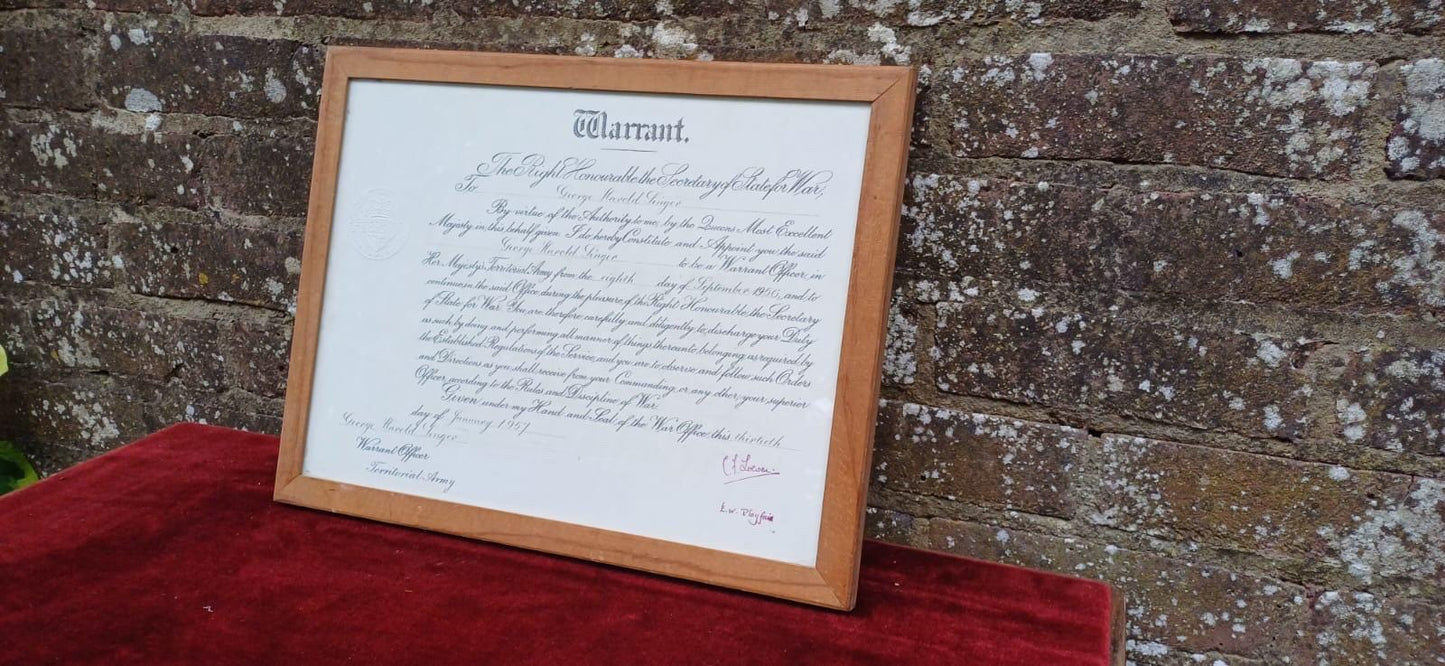 Warrant.
The Right Honourable the Secretary of State for War,
To George Harold Singer
By virtue of the Authority to me, by the Queens Most Excellent
Majesty in this behalf given I do hereby Constitute and Appoint you the said
George Harold Singer to be a Warrant Officer in
Her Majesty's Territorial Army from the eighth day of September 1956, and to
continue in the said Office during the pleasure of the Right Honourable the Secretary
of State for War. You are therefore carefully and diligently to discharge your Duty
as such by doing and performing all manner of things thereunto belonging as required by
the Established Regulations of the Service, and you are to observe and follow such Orders
and Directions as you shall receive from your Commanding, or any other, your superior
Officer, according to the Rules and Discipline of War.
Given under my Hand and Seal of the War Office this thirtieth
day of January 1957
George Harold Singer
Warrant Officer
Territorial Army
C F Loewen
E.W. Playfair